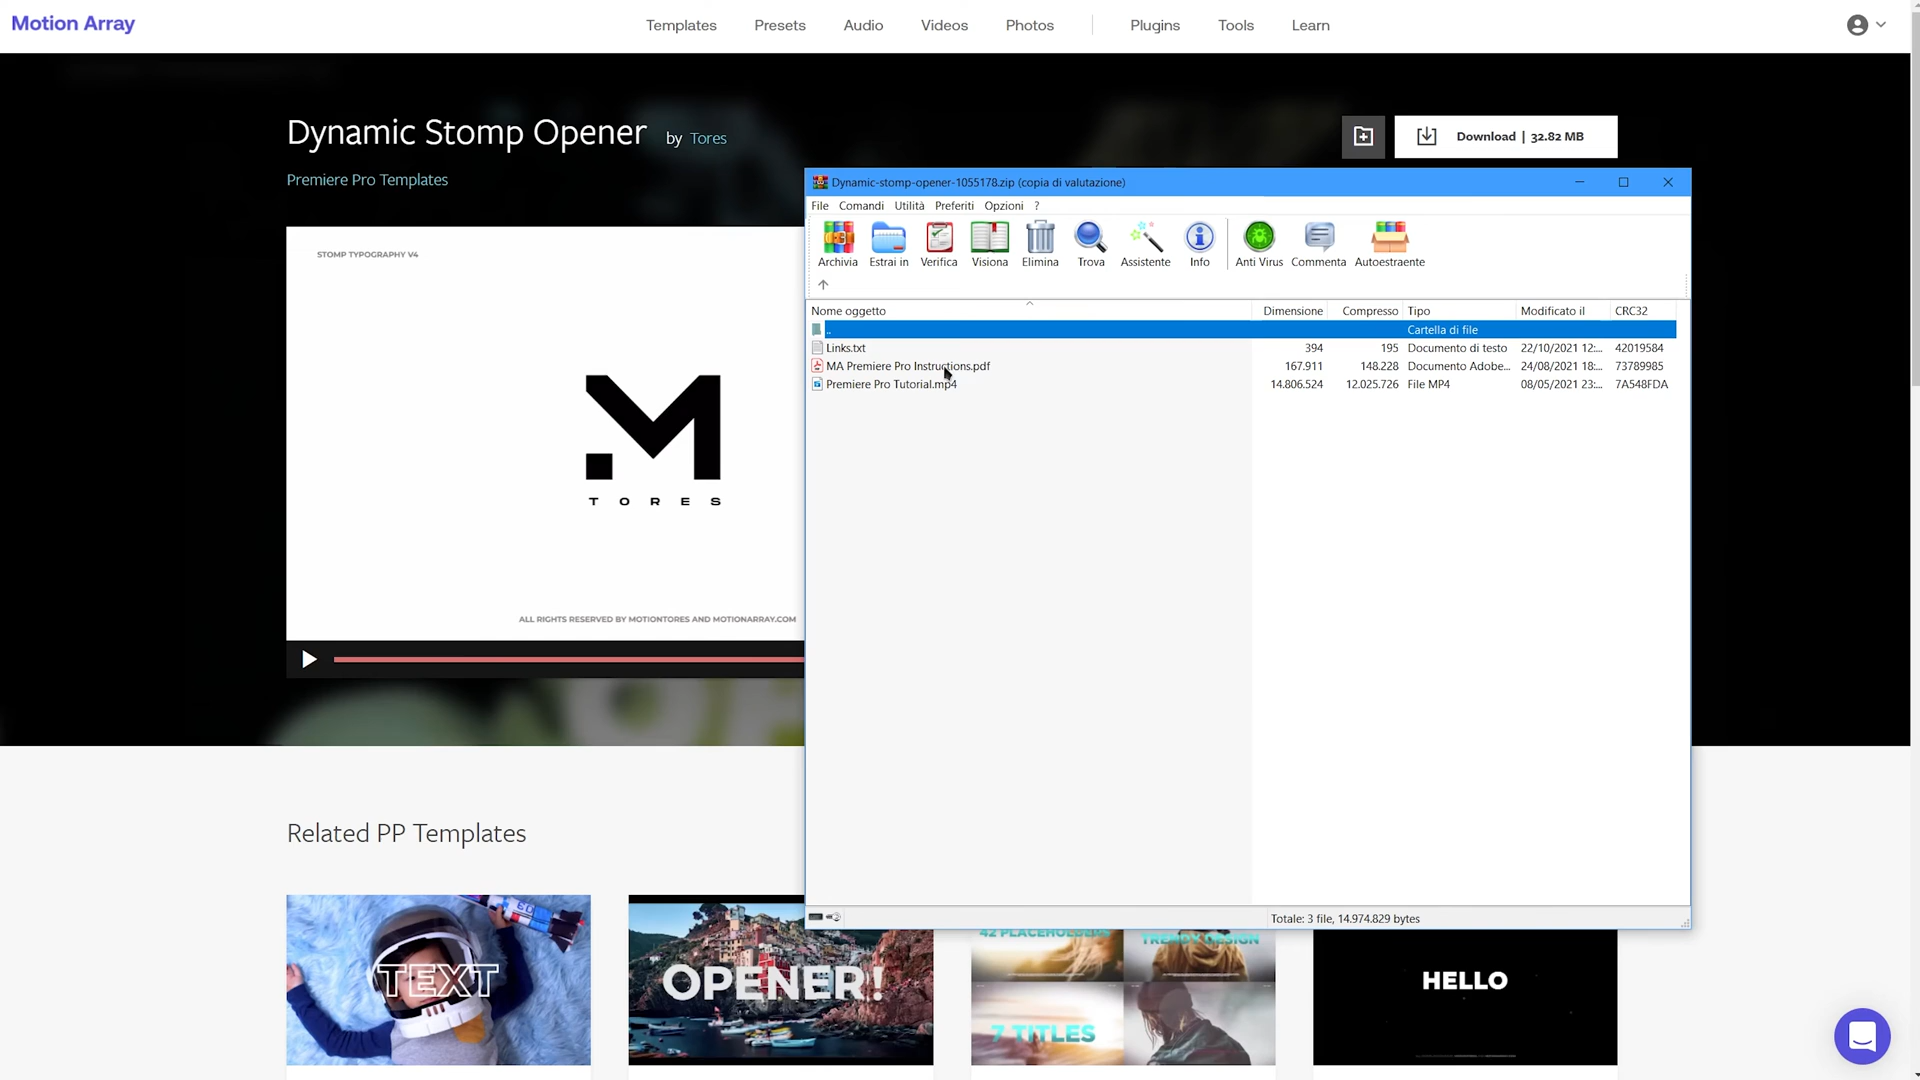 Motion Array
Templates Presets Audio Videos Photos Plugins Tools Learn
Dynamic Stomp Opener by Tores
Download | 32.82 MB
Premiere Pro Templates
STOMP TYPOGRAPHY V4
M
TORES
ALL RIGHTS RESERVED BY MOTIONTORES AND MOTIONARRAY.COM
Dynamic-stomp-opener-1055178.zip (copia di valutazione)
File Comandi Utilità Preferiti Opzioni ?
Archivia Estrai in Verifica Visiona Elimina Trova Assistente Info Anti Virus Commenta Autoestraente
Nome oggetto Dimensione Compresso Tipo Modificato il CRC32
.. Cartella di file
Links.txt 394 195 Documento di testo 22/10/2021 12:... 42019584
MA Premiere Pro Instructions.pdf 167.911 148.228 Documento Adobe... 24/08/2021 18:... 73789985
Premiere Pro Tutorial.mp4 14.806.524 12.025.726 File MP4 08/05/2021 23:... 7A548FDA
Totale: 3 file, 14.974.829 bytes
Related PP Templates
TEXT
OPENER!
42 PLACEHOLDERS
TRENDY DESIGN
7 TITLES
HELLO